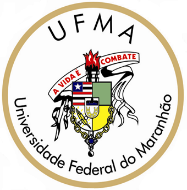 UFMA
A VIDA É COMBATE
Universidade Federal do Maranhão